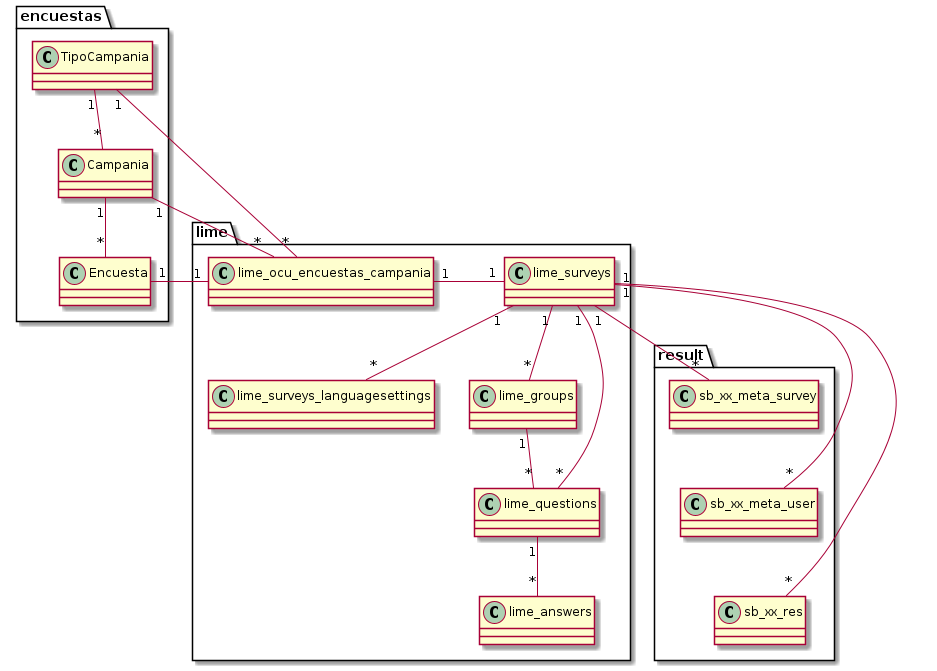 encuestas
C TipoCampania
1 1
*
C Campania
1 1
* * *
lime
C Encuesta 1 1 C lime_ocu_encuestas_campania 1 1 C lime_surveys 1
1
1 1 1 1
result
* * *
C lime_surveys_languagesettings C lime_groups C sb_xx_meta_survey
1
* * *
C lime_questions C sb_xx_meta_user
1
* *
C lime_answers C sb_xx_res